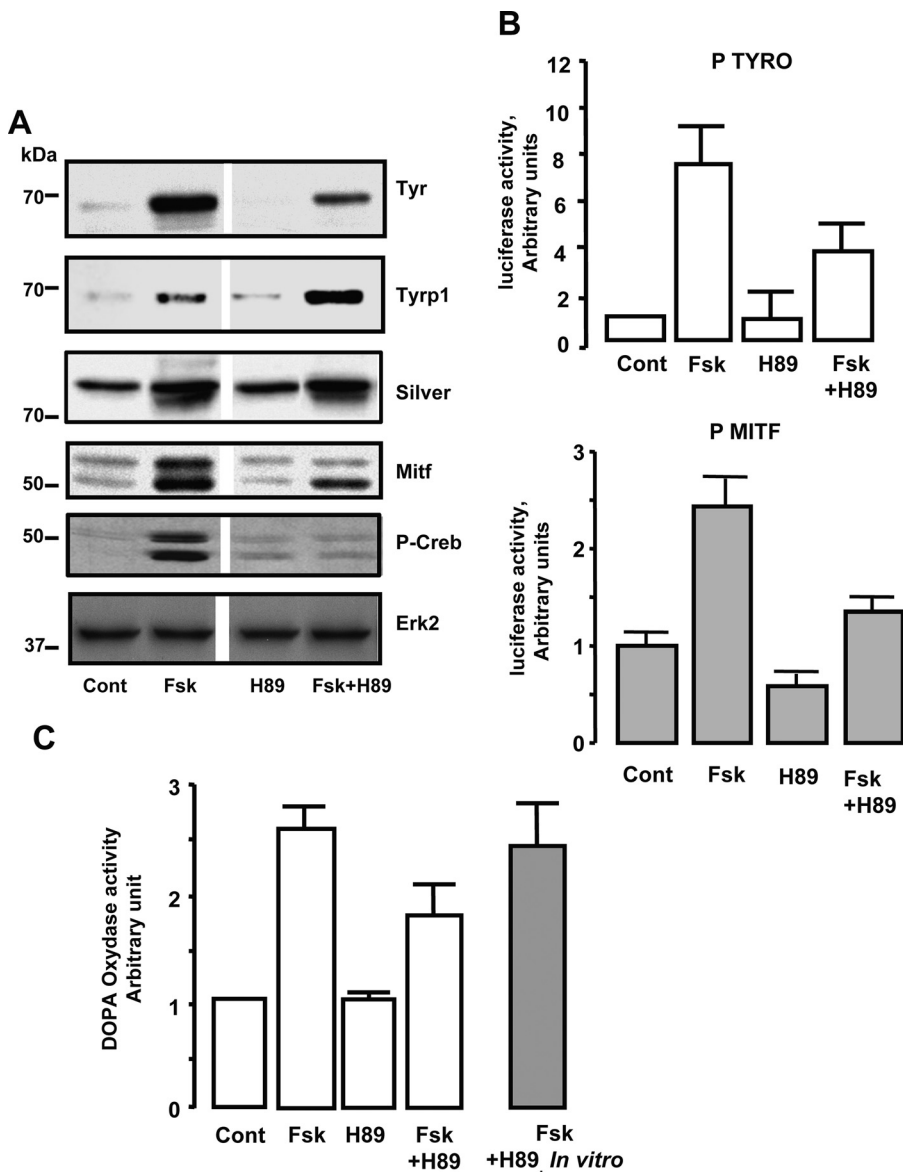 A
kDa
70
Tyr
70
Tyrp1
Silver
70
Mitf
50
50
P-Creb
Erk2
37
Cont Fsk H89 Fsk+H89
B
P TYRO
12
10
8
6
4
2
0
luciferase activity,
Arbitrary units
Cont Fsk H89 Fsk
+H89
P MITF
3
2
1
0
luciferase activity,
Arbitrary units
Cont Fsk H89 Fsk
+H89
C
3
2
1
0
DOPA Oxydase activity
Arbitrary unit
Cont Fsk H89 Fsk Fsk
+H89 +H89 In vitro